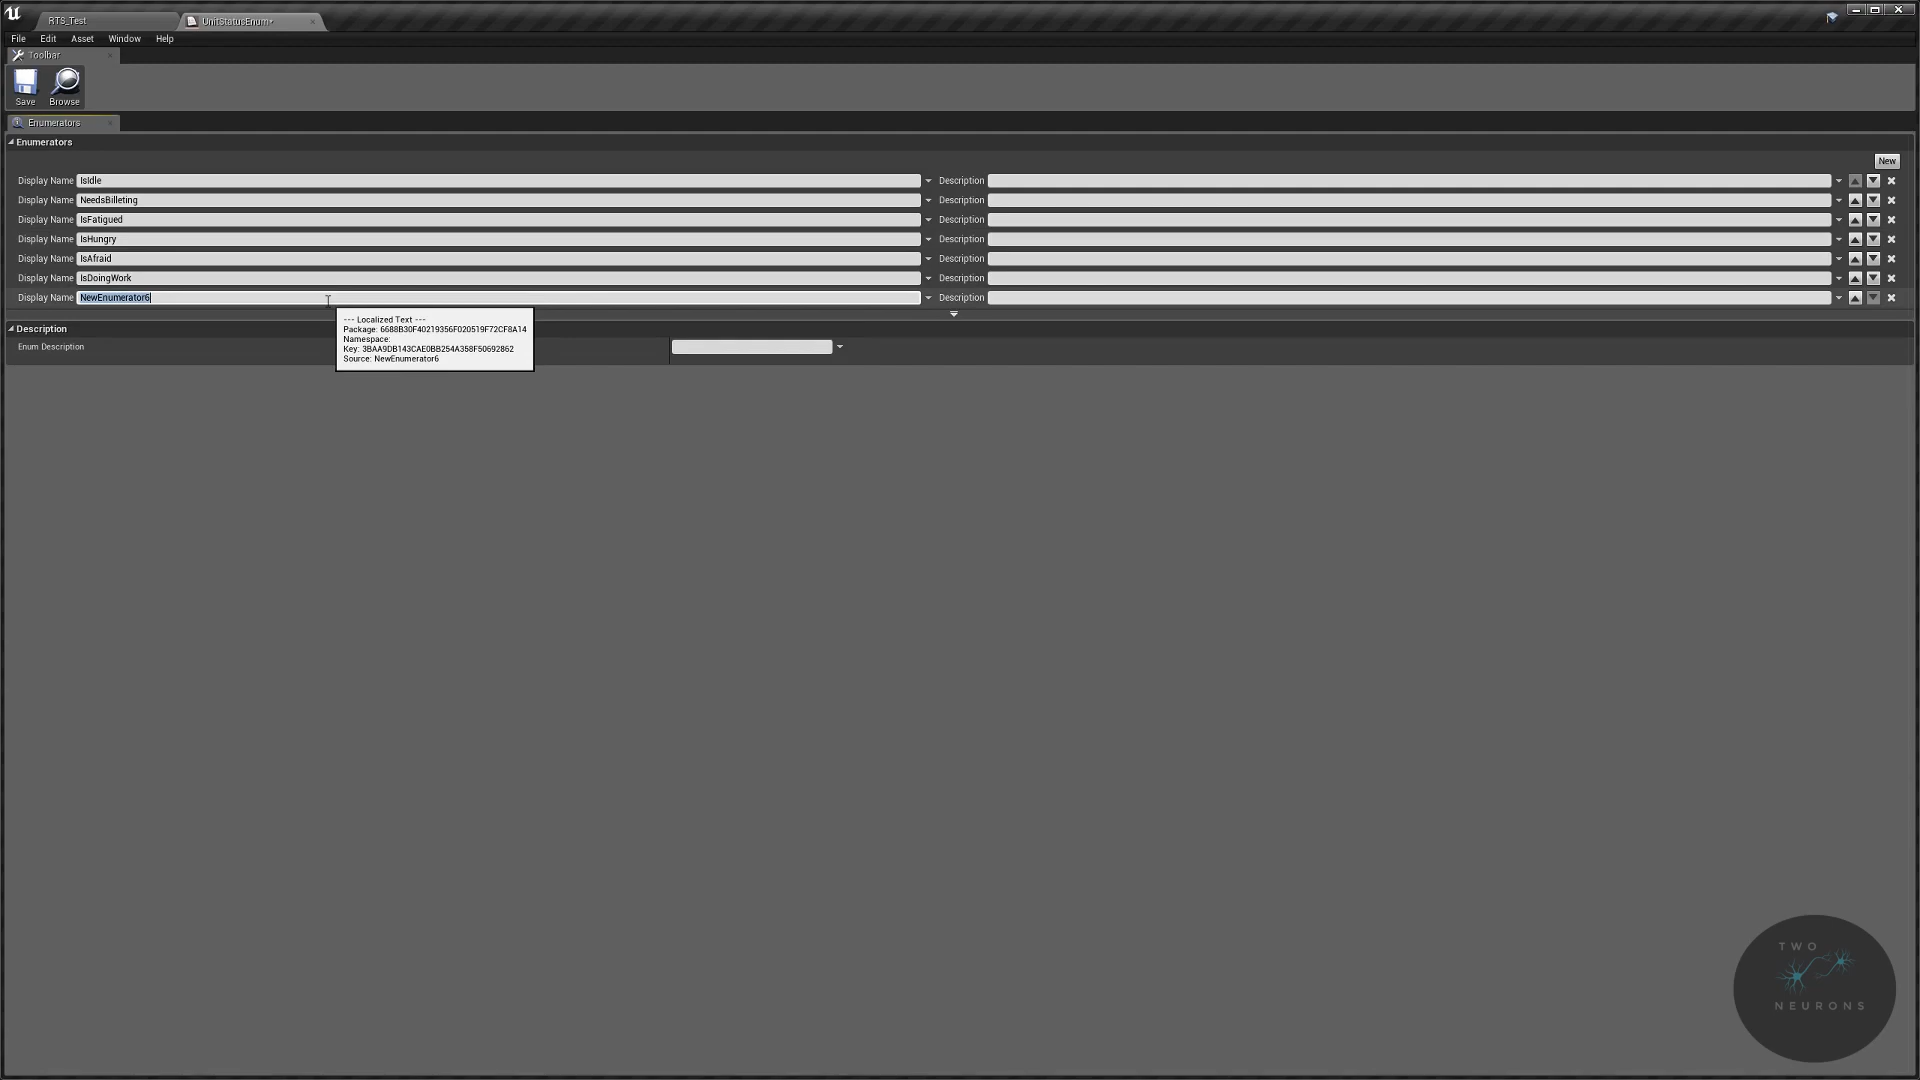 RTS_Test
UnitStatusEnum*
File Edit Asset Window Help
Toolbar
Save Browse
Enumerators
Enumerators
New
Display Name IsIdle Description
Display Name NeedsBilleting Description
Display Name IsFatigued Description
Display Name IsHungry Description
Display Name IsAfraid Description
Display Name IsDoingWork Description
Display Name NewEnumerator6 Description
--- Localized Text ---
Package: 6688B30F40219356F020519F72CF8A14
Namespace:
Key: 3BAA9DB143CAE0BB254A358F50692862
Source: NewEnumerator6
Description
Enum Description
TWO
NEURONS